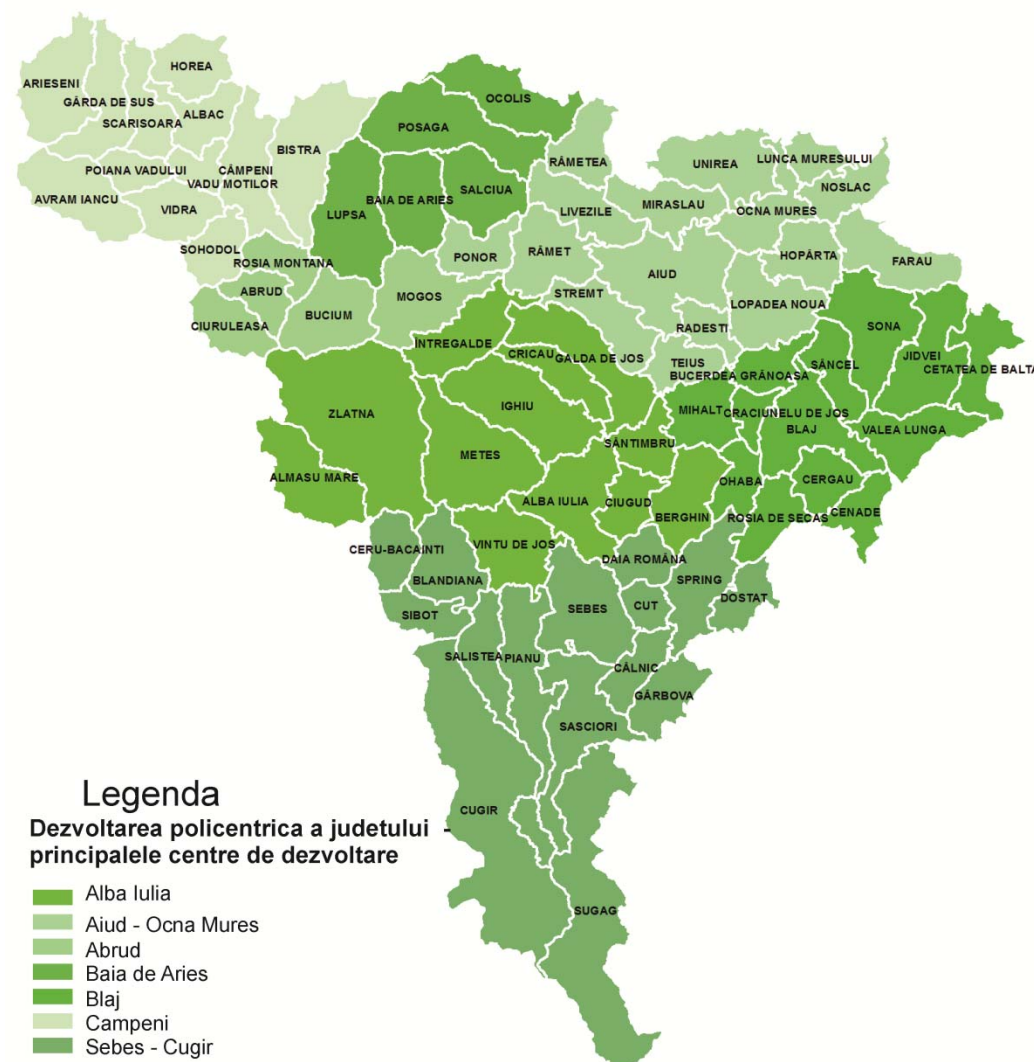 HOREA
ARIESENI
GÂRDA DE SUS
ALBAC
SCARISOARA
OCOLIS
POSAGA
BISTRA
RÂMETEA
UNIREA
LUNCA MURESULUI
POIANA VADULUI
CÂMPENI
VADU MOTILOR
NOSLAC
SALCIUA
BAIA DE ARIES
AVRAM IANCU
VIDRA
LUPSA
LIVEZILE
MIRASLAU
OCNA MURES
SOHODOL
ROSIA MONTANA
PONOR
RÂMET
HOPÂRTA
FARAU
AIUD
ABRUD
MOGOS
STREMT
LOPADEA NOUA
BUCIUM
CIURULEASA
RADESTI
SONA
INTREGALDE
CRICAU
GALDA DE JOS
TEIUS
SÂNCEL
JIDVEI
BUCERDEA GRÂNOASA
CETATEA DE BALTA
ZLATNA
IGHIU
MIHALT
CRACIUNELU DE JOS
BLAJ
VALEA LUNGA
SÂNTIMBRU
METES
ALMASU MARE
OHABA
CERGAU
ALBA IULIA
CIUGUD
BERGHIN
ROSIA DE SECAS
CENADE
VINTU DE JOS
CERU-BACAINTI
DAIA ROMÂNA
BLANDIANA
SPRING
SEBES
CUT
DOSTAT
SIBOT
SALISTEA
PIANU
CÂLNIC
GÂRBOVA
SASCIORI
CUGIR
SUGAG
Legenda
Dezvoltarea policentrica a judetului -
principalele centre de dezvoltare
Alba Iulia
Aiud - Ocna Mures
Abrud
Baia de Aries
Blaj
Campeni
Sebes - Cugir